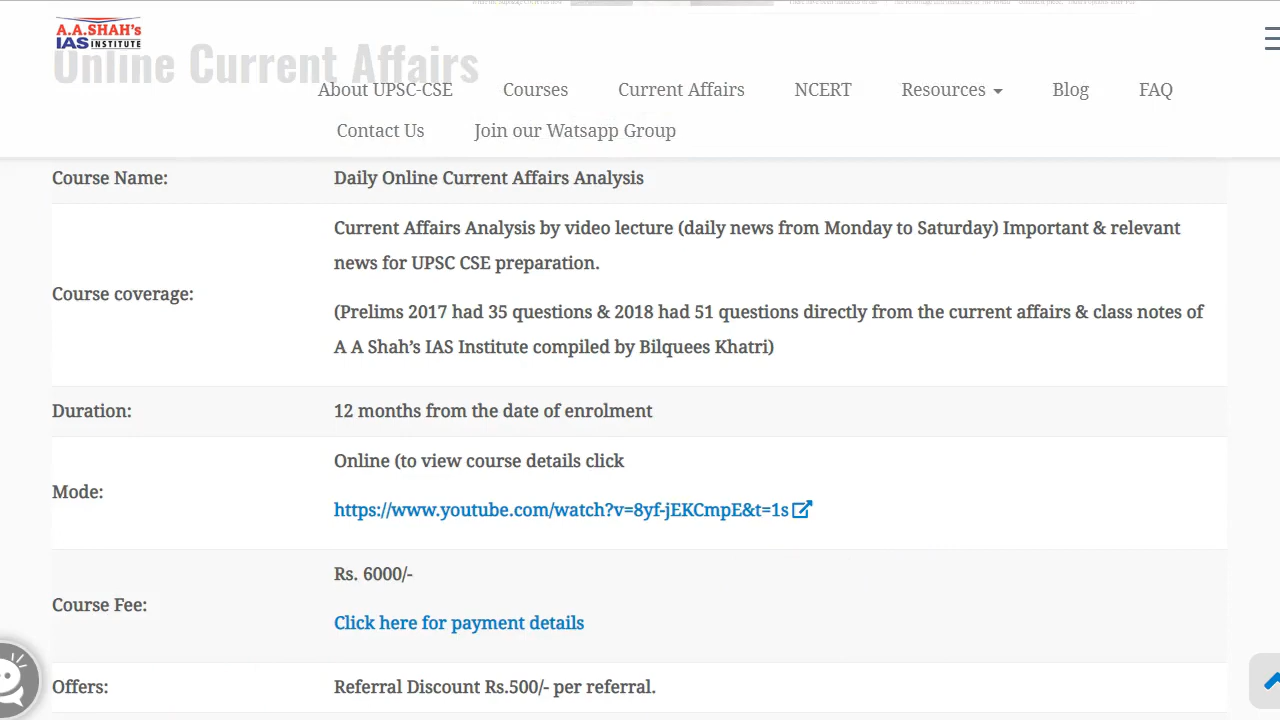 A.A.SHAH's
IAS INSTITUTE
Online Current Affairs
About UPSC-CSE Courses Current Affairs NCERT Resources Blog FAQ
Contact Us Join our Watsapp Group
Course Name: Daily Online Current Affairs Analysis
Course coverage: Current Affairs Analysis by video lecture (daily news from Monday to Saturday) Important & relevant
news for UPSC CSE preparation.
(Prelims 2017 had 35 questions & 2018 had 51 questions directly from the current affairs & class notes of
A A Shah’s IAS Institute compiled by Bilquees Khatri)
Duration: 12 months from the date of enrolment
Mode: Online (to view course details click
https://www.youtube.com/watch?v=8yf-jEKCmpE&t=1s
Course Fee: Rs. 6000/-
Click here for payment details
Offers: Referral Discount Rs.500/- per referral.